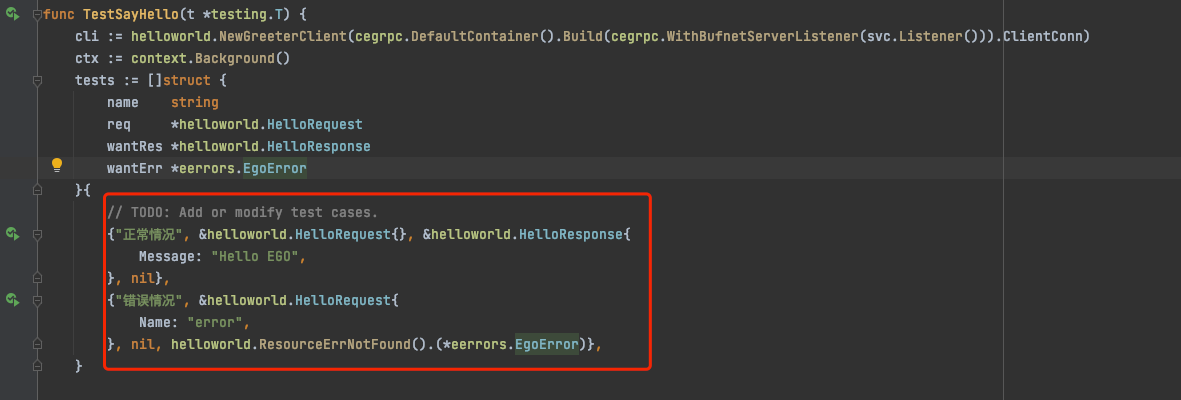 func TestSayHello(t *testing.T) {
    cli := helloworld.NewGreeterClient(cegrpc.DefaultContainer().Build(cegrpc.WithBufnetServerListener(svc.Listener())).ClientConn)
    ctx := context.Background()
    tests := []struct {
        name    string
        req     *helloworld.HelloRequest
        wantRes *helloworld.HelloResponse
        wantErr *eerrors.EgoError
    }{
        // TODO: Add or modify test cases.
        {"正常情况", &helloworld.HelloRequest{}, &helloworld.HelloResponse{
            Message: "Hello EGO",
        }, nil},
        {"错误情况", &helloworld.HelloRequest{
            Name: "error",
        }, nil, helloworld.ResourceErrNotFound().(*eerrors.EgoError)},
    }